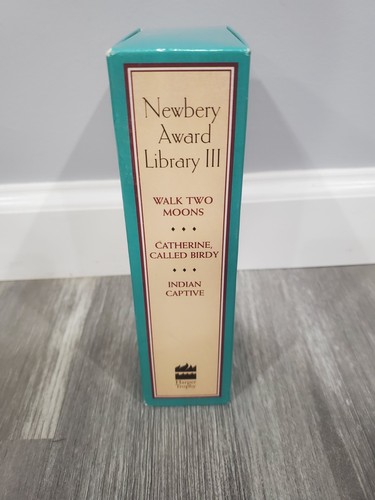 Newbery
Award
Library III
WALK TWO
MOONS
CATHERINE,
CALLED BIRDY
INDIAN
CAPTIVE
Harper
Trophy